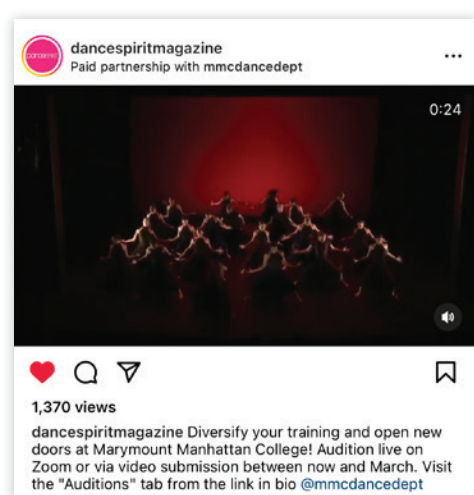 dancespiritmagazine
Paid partnership with mmcdancedept
0:24
1,370 views
dancespiritmagazine Diversify your training and open new
doors at Marymount Manhattan College! Audition live on
Zoom or via video submission between now and March. Visit
the "Auditions" tab from the link in bio @mmcdancedept